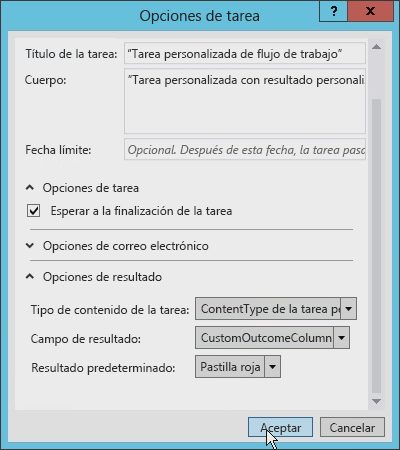 Opciones de tarea
?
x
Título de la tarea: "Tarea personalizada de flujo de trabajo"
Cuerpo: "Tarea personalizada con resultado personali
Fecha límite: Opcional. Después de esta fecha, la tarea pasa
Opciones de tarea
Esperar a la finalización de la tarea
Opciones de correo electrónico
Opciones de resultado
Tipo de contenido de la tarea: ContentType de la tarea p
Campo de resultado: CustomOutcomeColumn
Resultado predeterminado: Pastilla roja
Aceptar Cancelar